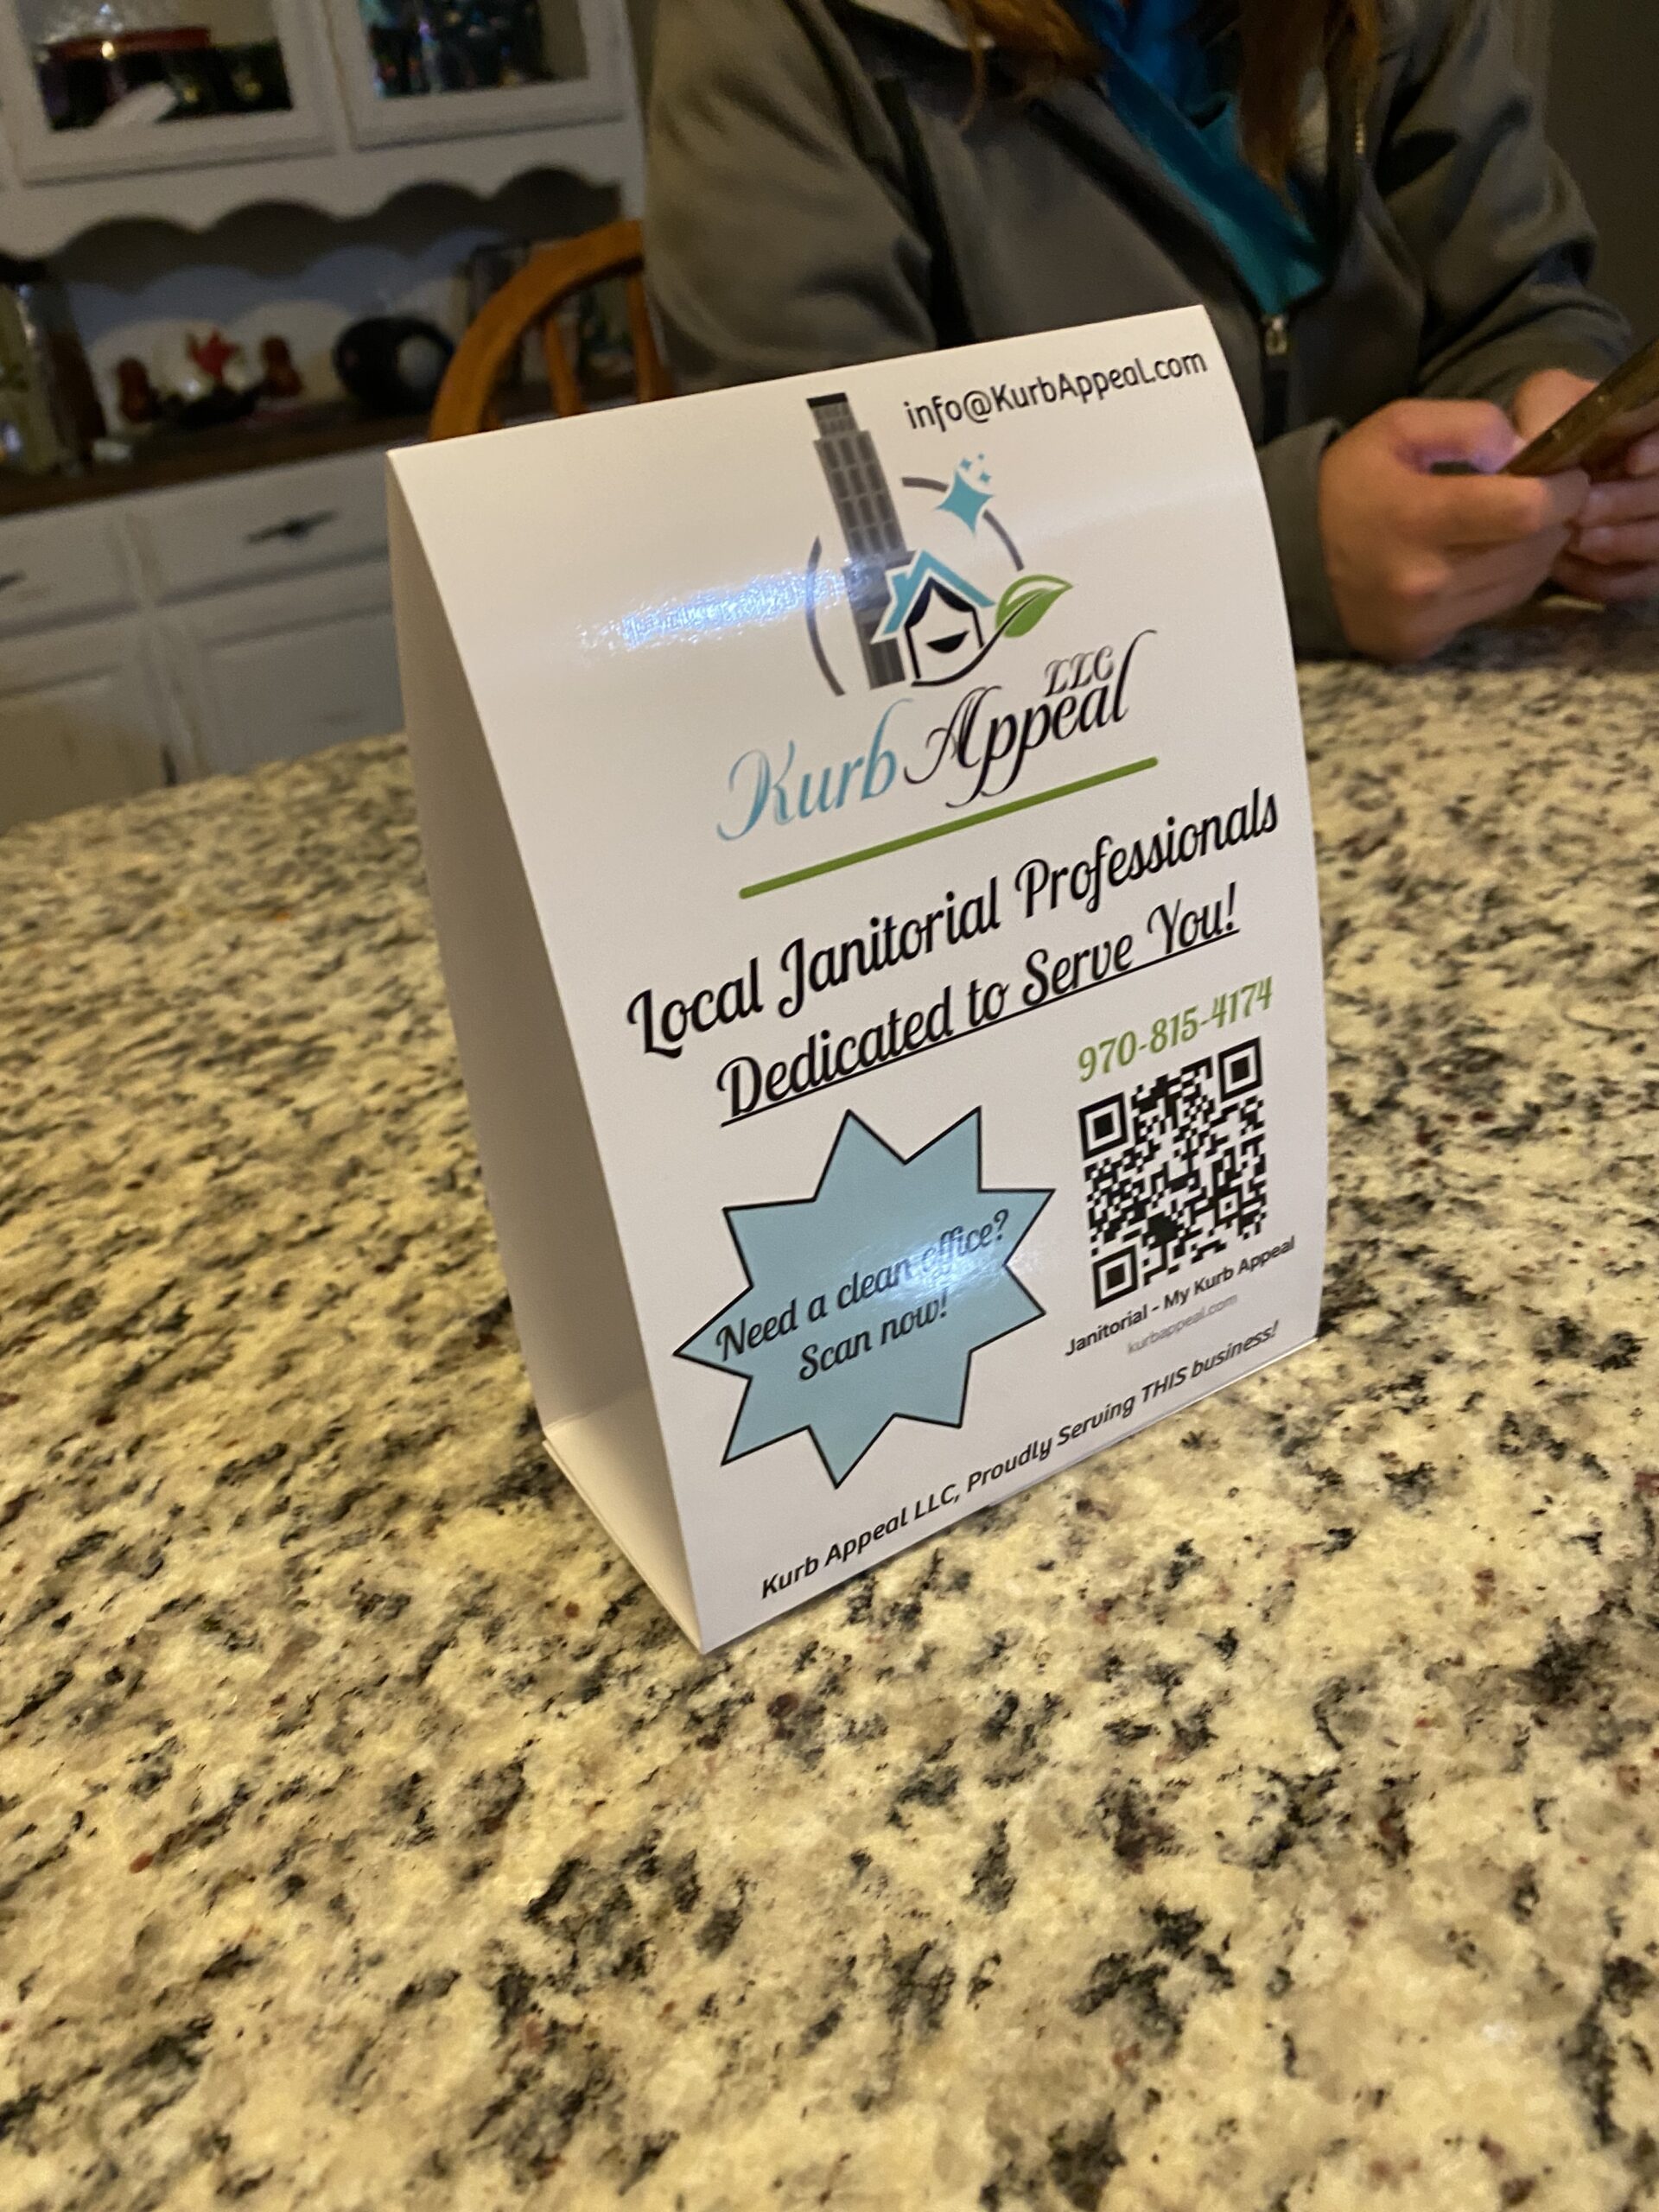 info@KurbAppeal.com
LLC
Kurb Appeal
Local Janitorial Professionals
Dedicated to Serve You!
970-815-4174
Need a clean office?
Scan now!
Janitorial - My Kurb Appeal
kurbappeal.com
Kurb Appeal LLC, Proudly Serving THIS business!